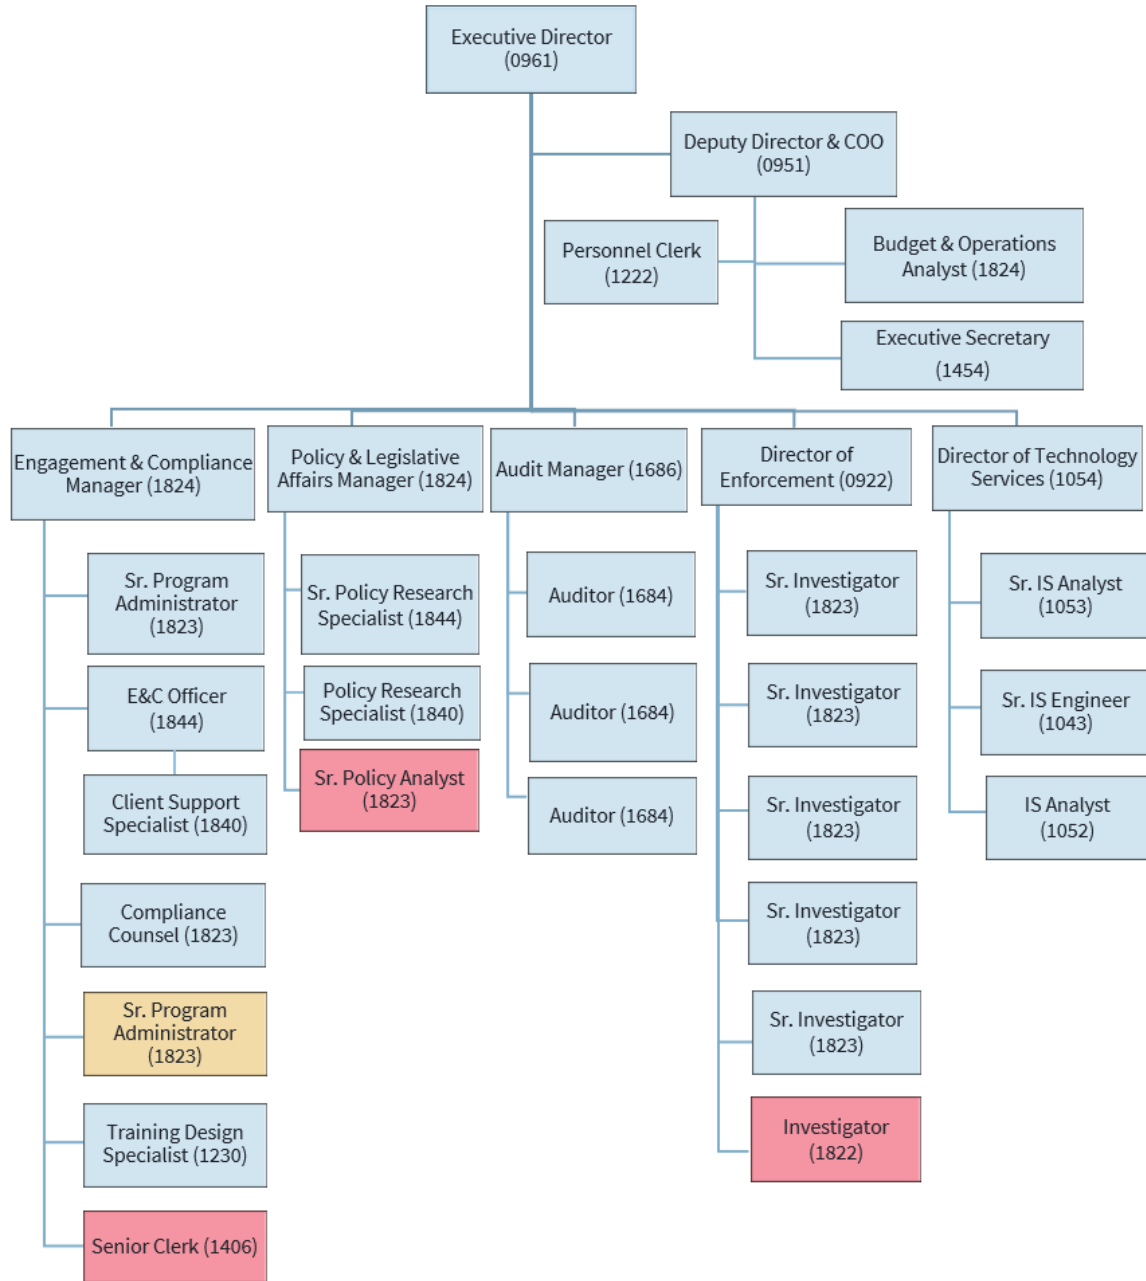 Executive Director
(0961)
Deputy Director & COO
(0951)
Personnel Clerk
(1222)
Budget & Operations
Analyst (1824)
Executive Secretary
(1454)
Engagement & Compliance
Manager (1824)
Policy & Legislative
Affairs Manager (1824)
Audit Manager (1686)
Director of
Enforcement (0922)
Director of Technology
Services (1054)
Sr. Program
Administrator
(1823)
E&C Officer
(1844)
Client Support
Specialist (1840)
Compliance
Counsel (1823)
Sr. Program
Administrator
(1823)
Training Design
Specialist (1230)
Senior Clerk (1406)
Sr. Policy Research
Specialist (1844)
Policy Research
Specialist (1840)
Sr. Policy Analyst
(1823)
Auditor (1684)
Auditor (1684)
Auditor (1684)
Sr. Investigator
(1823)
Sr. Investigator
(1823)
Sr. Investigator
(1823)
Sr. Investigator
(1823)
Sr. Investigator
(1823)
Investigator
(1822)
Sr. IS Analyst
(1053)
Sr. IS Engineer
(1043)
IS Analyst
(1052)